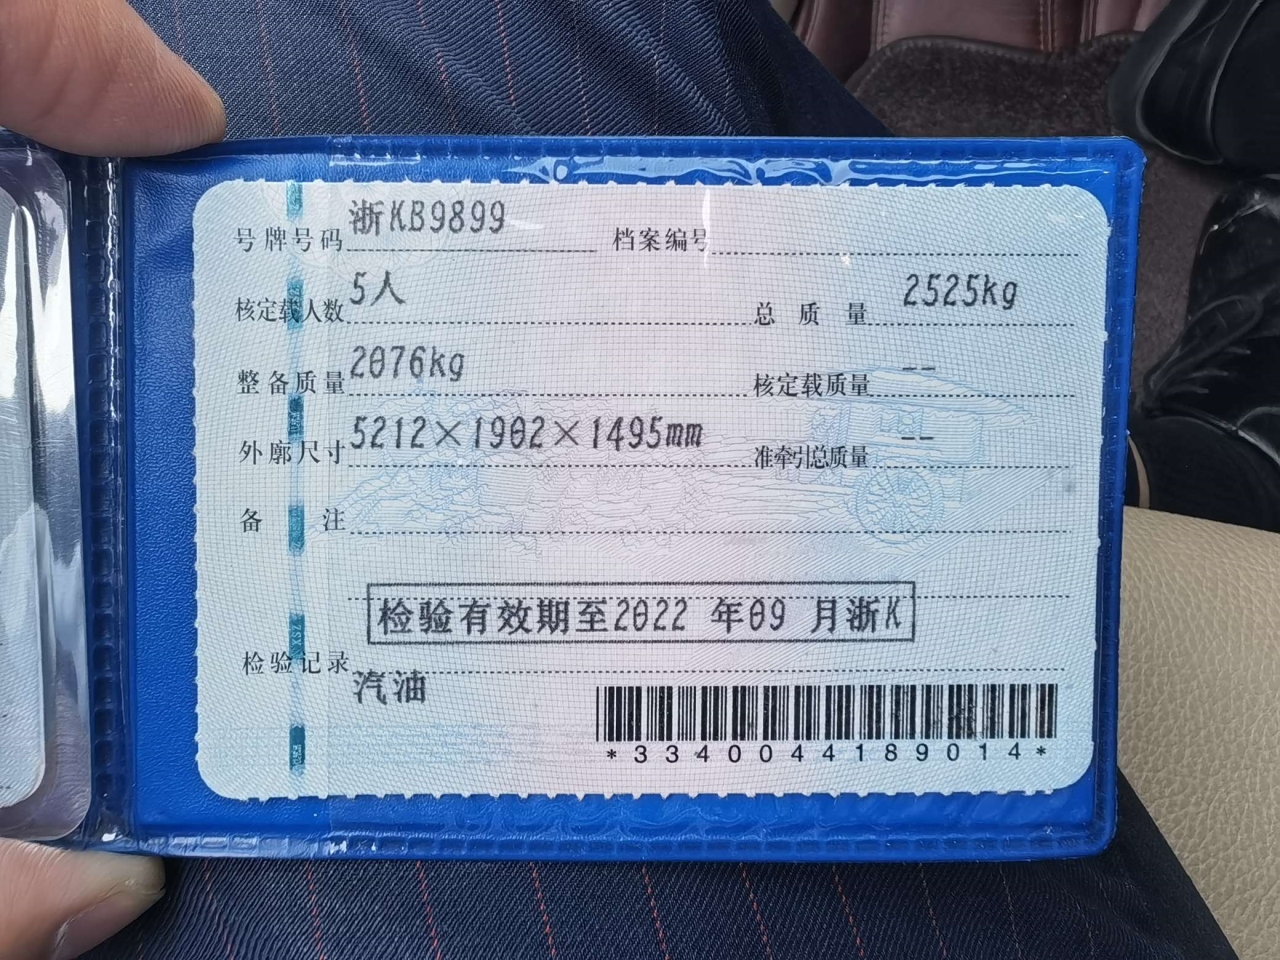 号牌号码 浙KB9899 档案编号
核定载人数 5人 总质量 2525kg
整备质量 2076kg 核定载质量 --
外廓尺寸 5212×1902×1495mm 准牵引总质量 --
备注
检验有效期至2022 年09 月浙K
检验记录
汽油
*3340044189014*